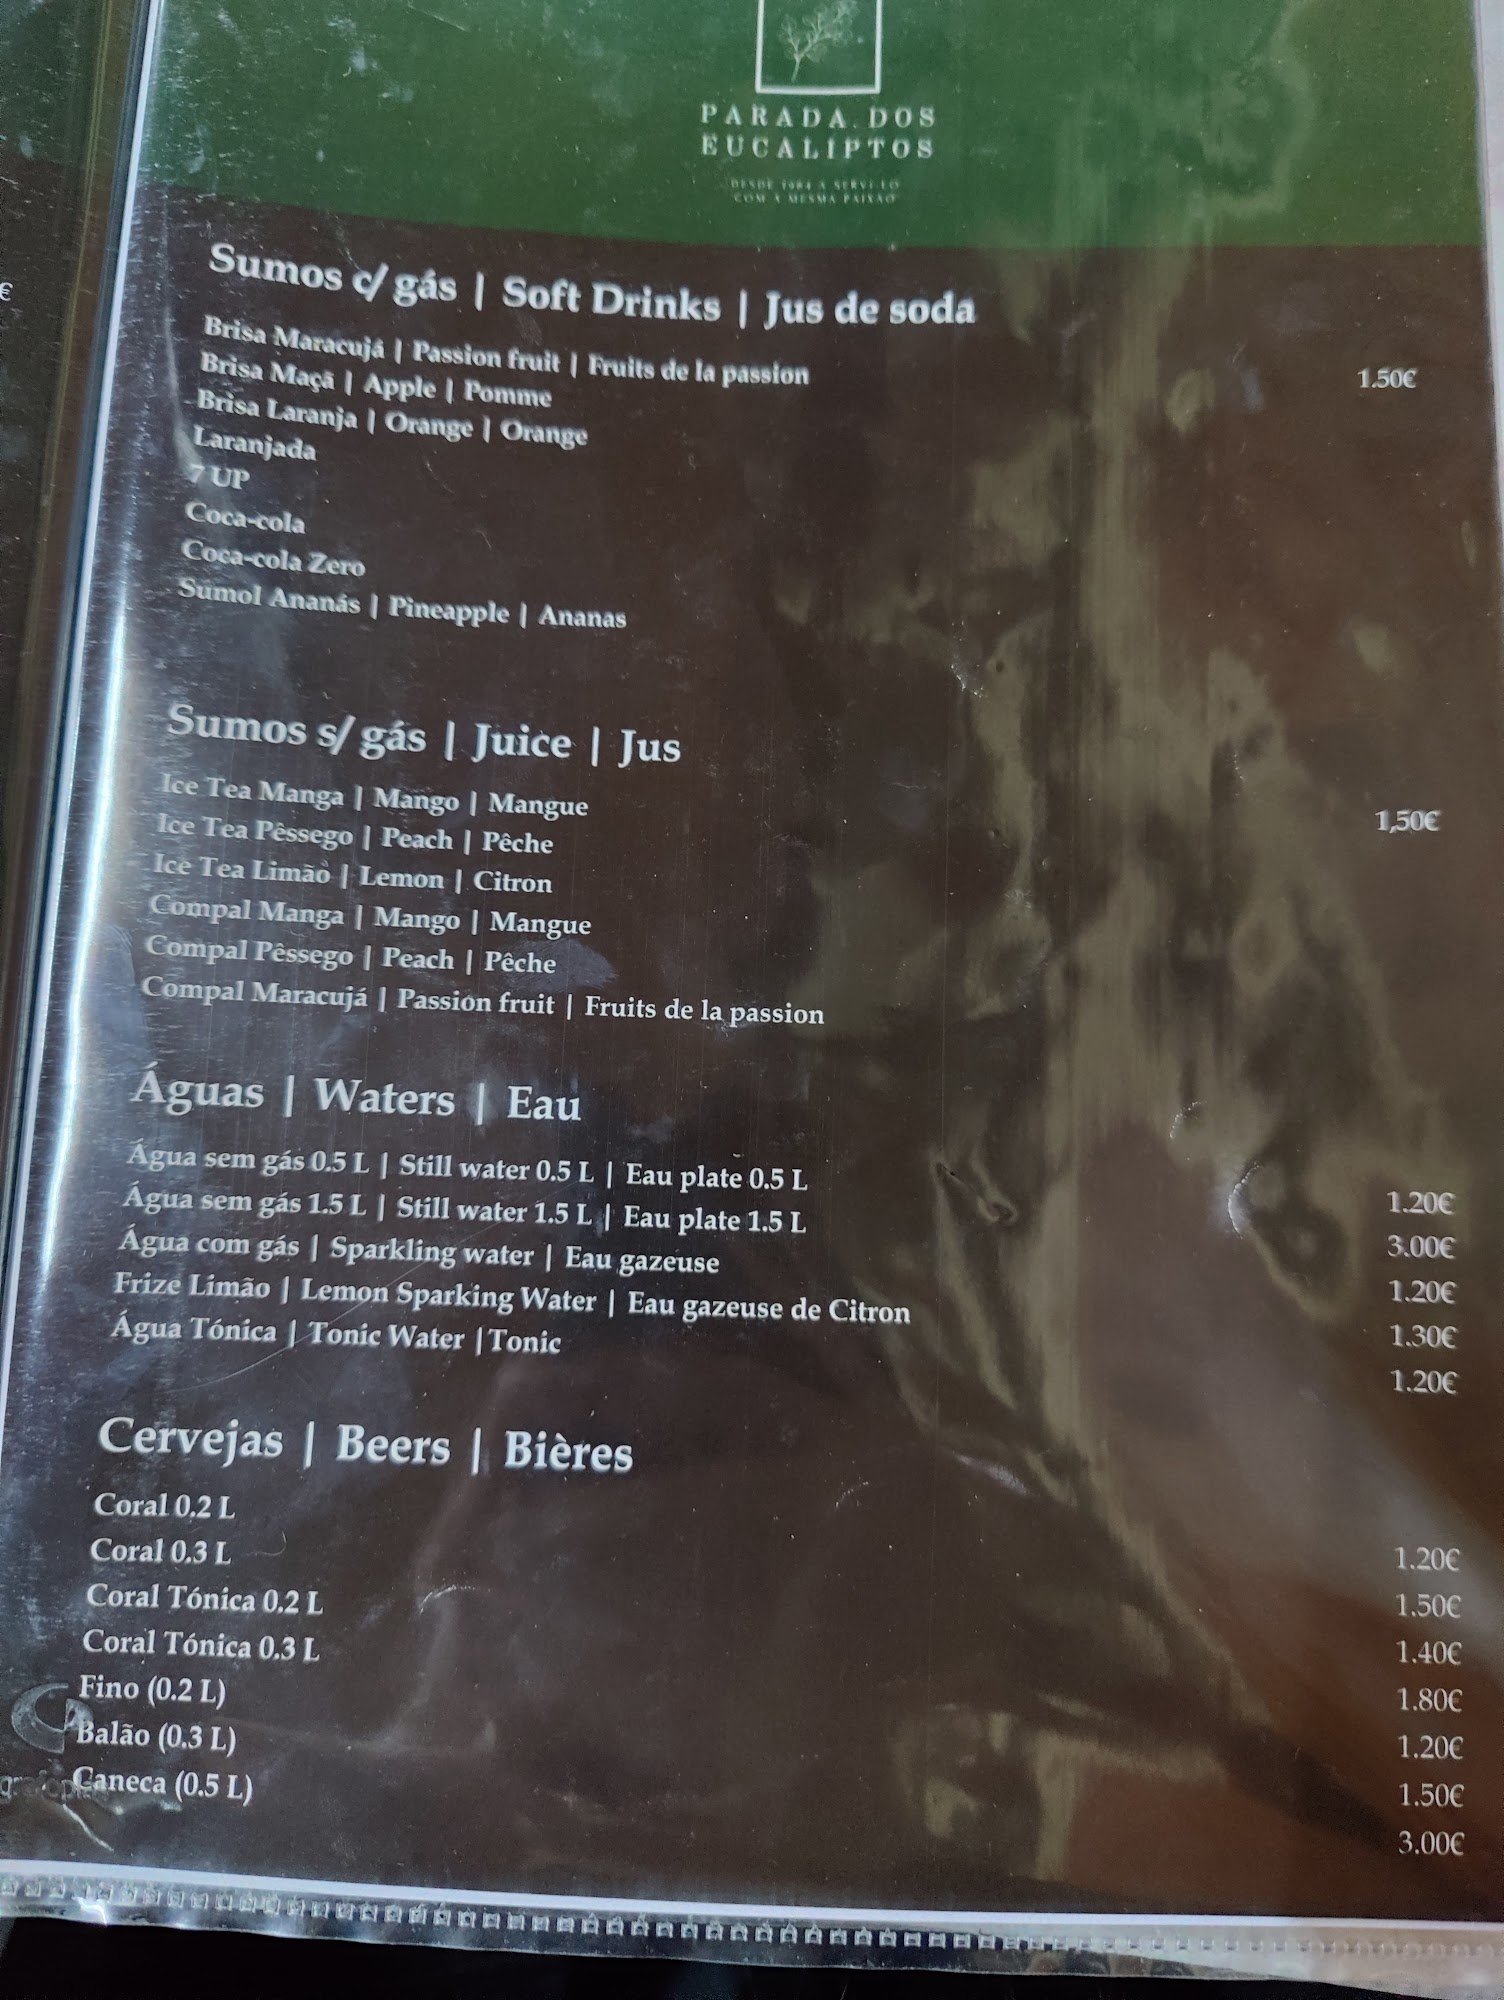 PARADA DOS
EUCALIPTOS
DESDE 1984 A SERVI-LO
COM A MESMA PAIXÃO
€
Sumos c/ gás | Soft Drinks | Jus de soda
Brisa Maracujá | Passion fruit | Fruits de la passion 1.50€
Brisa Maçã | Apple | Pomme
Brisa Laranja | Orange | Orange
Laranjada
7 UP
Coca-cola
Coca-cola Zero
Sumol Ananás | Pineapple | Ananas
Sumos s/ gás | Juice | Jus
Ice Tea Manga | Mango | Mangue 1,50€
Ice Tea Pêssego | Peach | Pêche
Ice Tea Limão | Lemon | Citron
Compal Manga | Mango | Mangue
Compal Pêssego | Peach | Pêche
Compal Maracujá | Passion fruit | Fruits de la passion
Águas | Waters | Eau
Água sem gás 0.5 L | Still water 0.5 L | Eau plate 0.5 L 1.20€
Água sem gás 1.5 L | Still water 1.5 L | Eau plate 1.5 L 3.00€
Água com gás | Sparkling water | Eau gazeuse 1.20€
Frize Limão | Lemon Sparking Water | Eau gazeuse de Citron 1.30€
Água Tónica | Tonic Water |Tonic 1.20€
Cervejas | Beers | Bières
Coral 0.2 L 1.20€
Coral 0.3 L 1.50€
Coral Tónica 0.2 L 1.40€
Coral Tónica 0.3 L 1.80€
Fino (0.2 L) 1.20€
Balão (0.3 L) 1.50€
Caneca (0.5 L) 3.00€